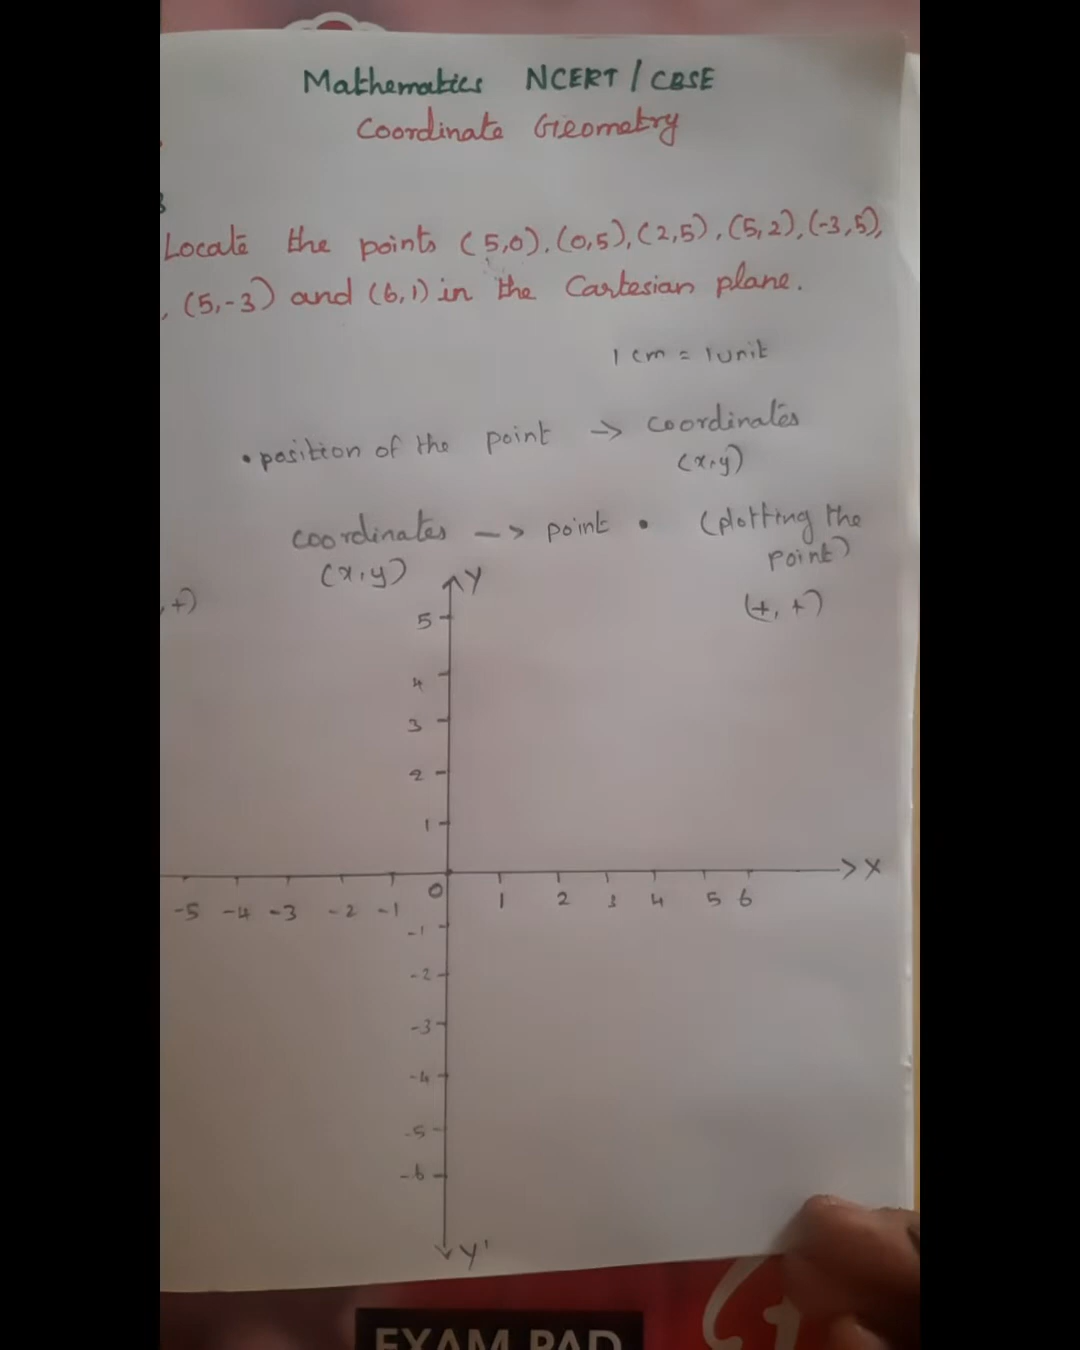 Mathematics NCERT / CBSE
Coordinate Geometry
Locate the points (5,0), (0,5), (2,5), (5,2), (-3,5),
, (5,-3) and (6,1) in the Cartesian plane.
1 cm = 1 unit
• position of the point -> coordinates
(x,y)
coordinates --> point • (plotting the
point)
(x,y)
Y
,+)
(+, +)
5
4
3
2
1
X
-5 -4 -3 -2 -1 0 1 2 3 4 5 6
-1
-2
-3
-4
-5
-6
Y'
EXAM PAD